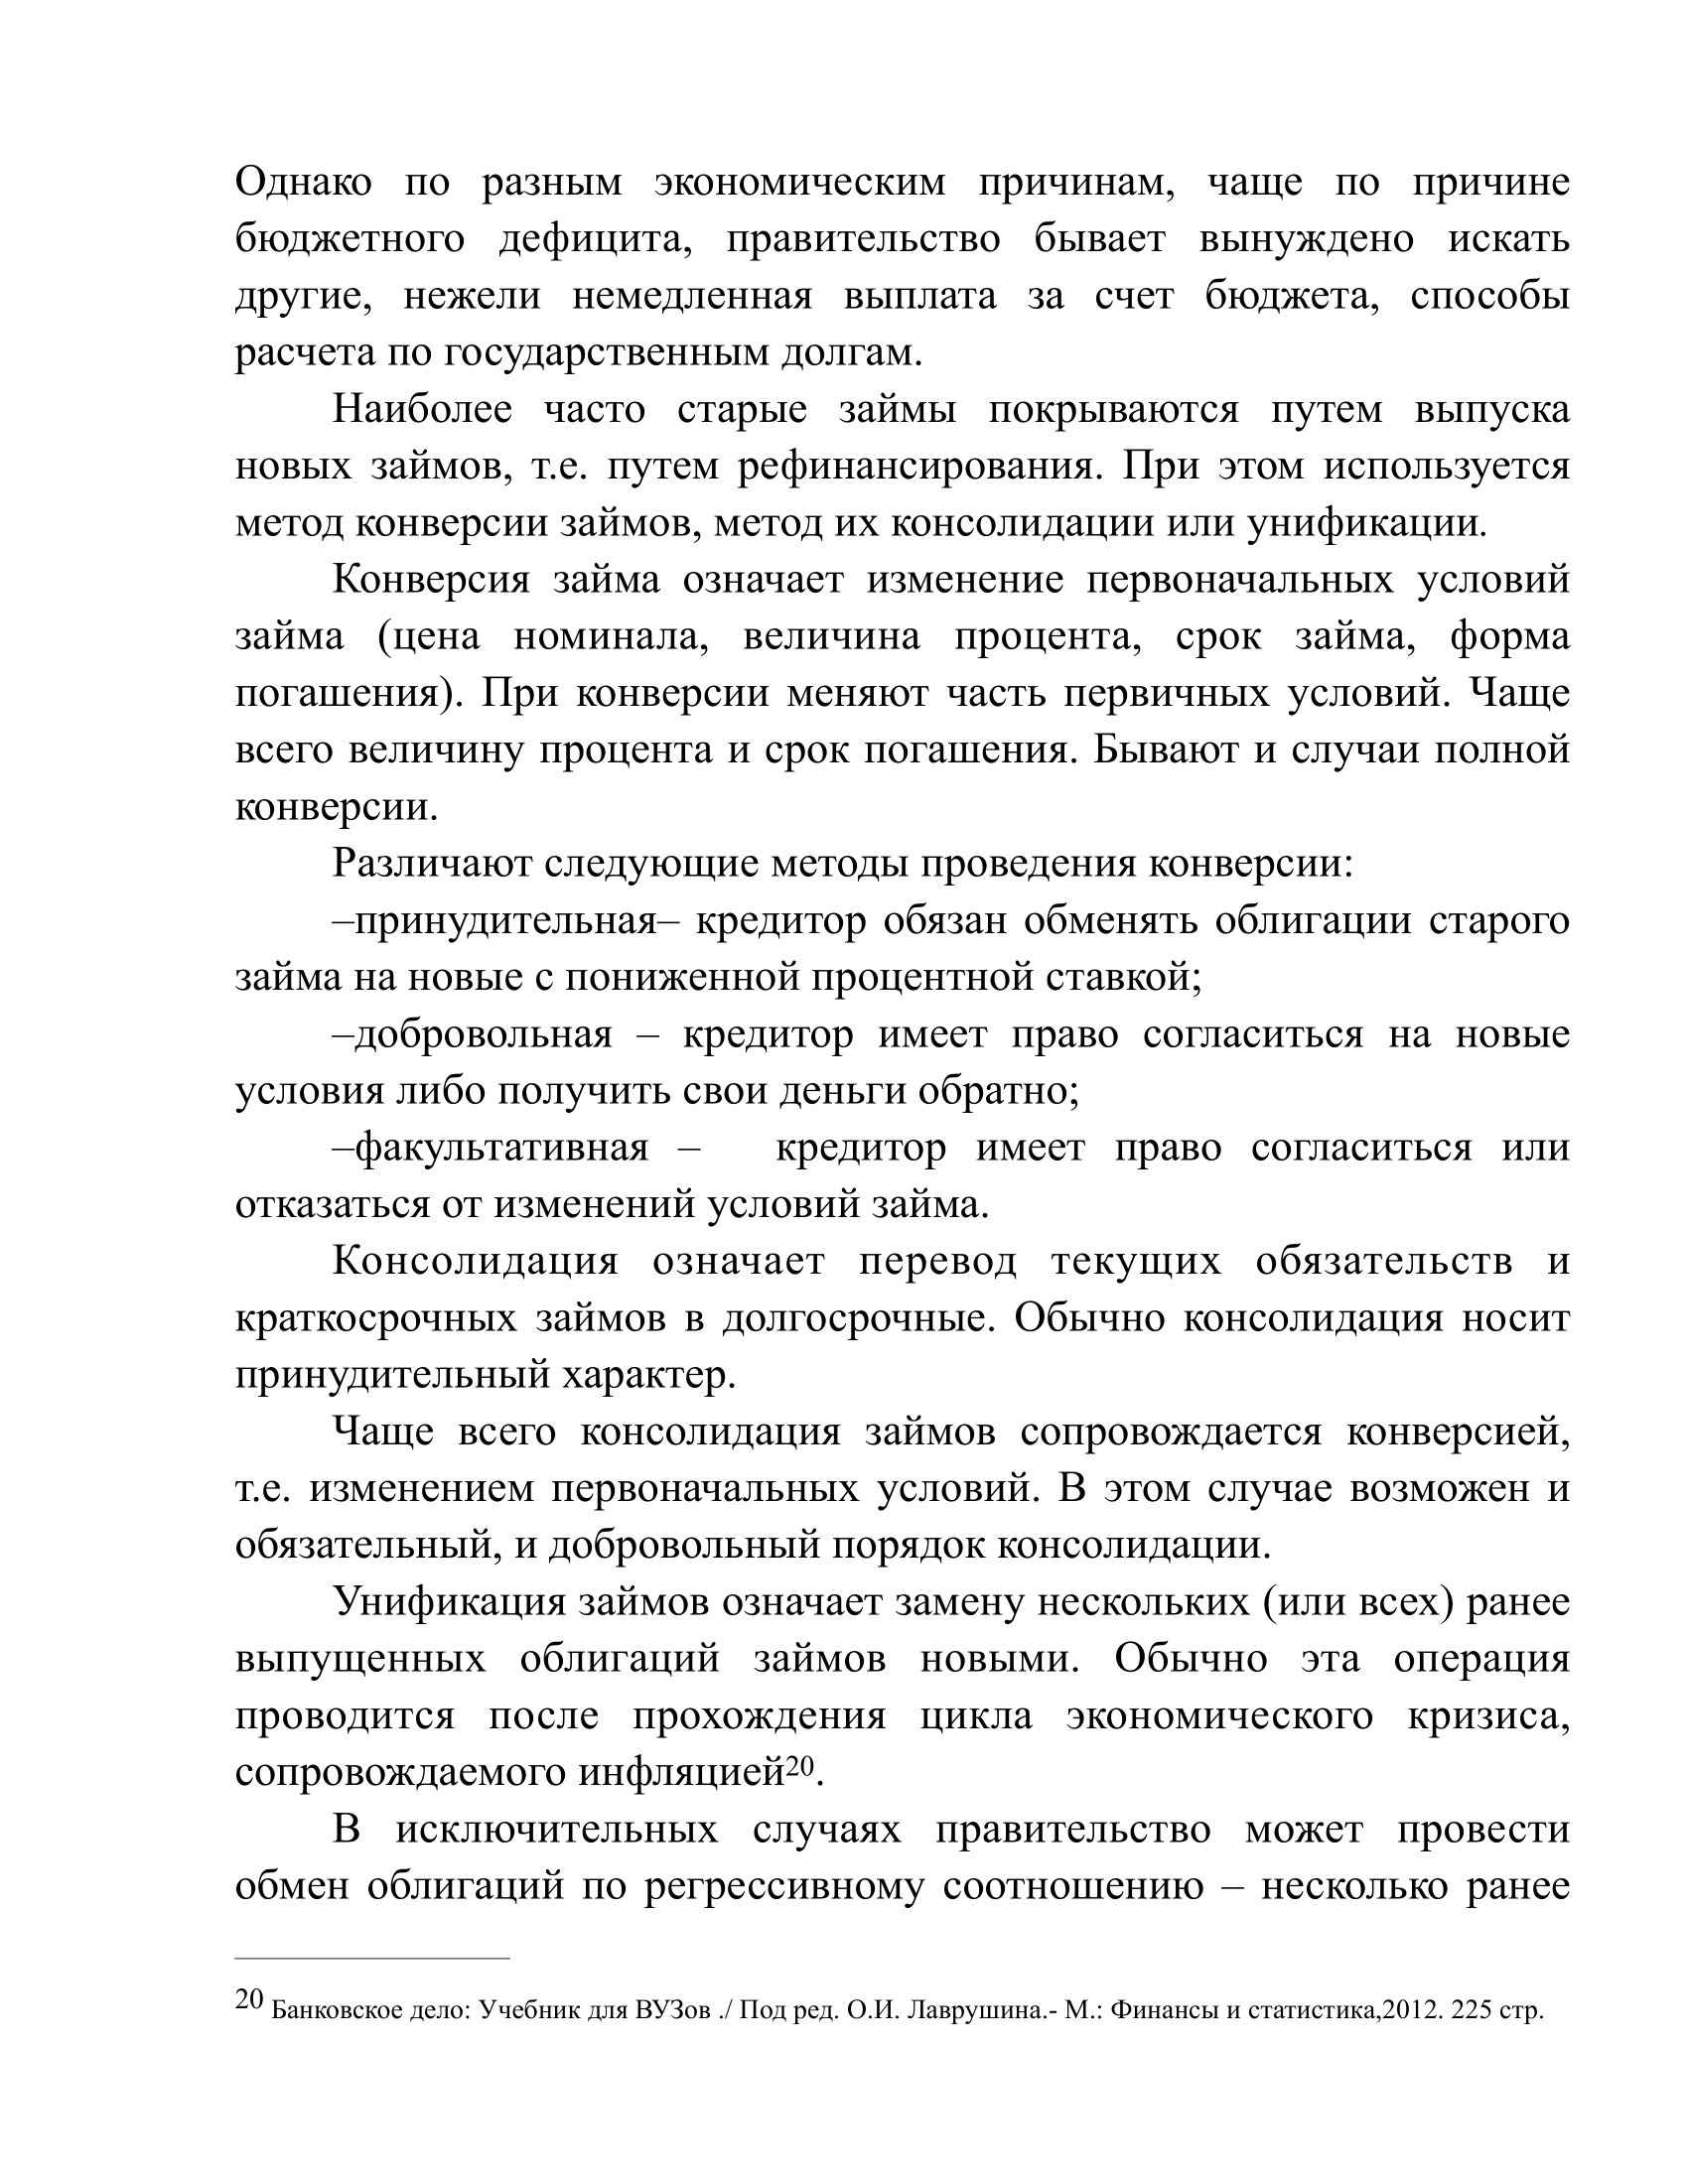 Однако по разным экономическим причинам, чаще по причине
бюджетного дефицита, правительство бывает вынуждено искать
другие, нежели немедленная выплата за счет бюджета, способы
расчета по государственным долгам.
Наиболее часто старые займы покрываются путем выпуска
новых займов, т.е. путем рефинансирования. При этом используется
метод конверсии займов, метод их консолидации или унификации.
Конверсия займа означает изменение первоначальных условий
займа (цена номинала, величина процента, срок займа, форма
погашения). При конверсии меняют часть первичных условий. Чаще
всего величину процента и срок погашения. Бывают и случаи полной
конверсии.
Различают следующие методы проведения конверсии:
–принудительная– кредитор обязан обменять облигации старого
займа на новые с пониженной процентной ставкой;
–добровольная – кредитор имеет право согласиться на новые
условия либо получить свои деньги обратно;
–факультативная – кредитор имеет право согласиться или
отказаться от изменений условий займа.
Консолидация означает перевод текущих обязательств и
краткосрочных займов в долгосрочные. Обычно консолидация носит
принудительный характер.
Чаще всего консолидация займов сопровождается конверсией,
т.е. изменением первоначальных условий. В этом случае возможен и
обязательный, и добровольный порядок консолидации.
Унификация займов означает замену нескольких (или всех) ранее
выпущенных облигаций займов новыми. Обычно эта операция
проводится после прохождения цикла экономического кризиса,
сопровождаемого инфляцией20.
В исключительных случаях правительство может провести
обмен облигаций по регрессивному соотношению – несколько ранее
20 Банковское дело: Учебник для ВУЗов ./ Под ред. О.И. Лаврушина.- М.: Финансы и статистика,2012. 225 стр.